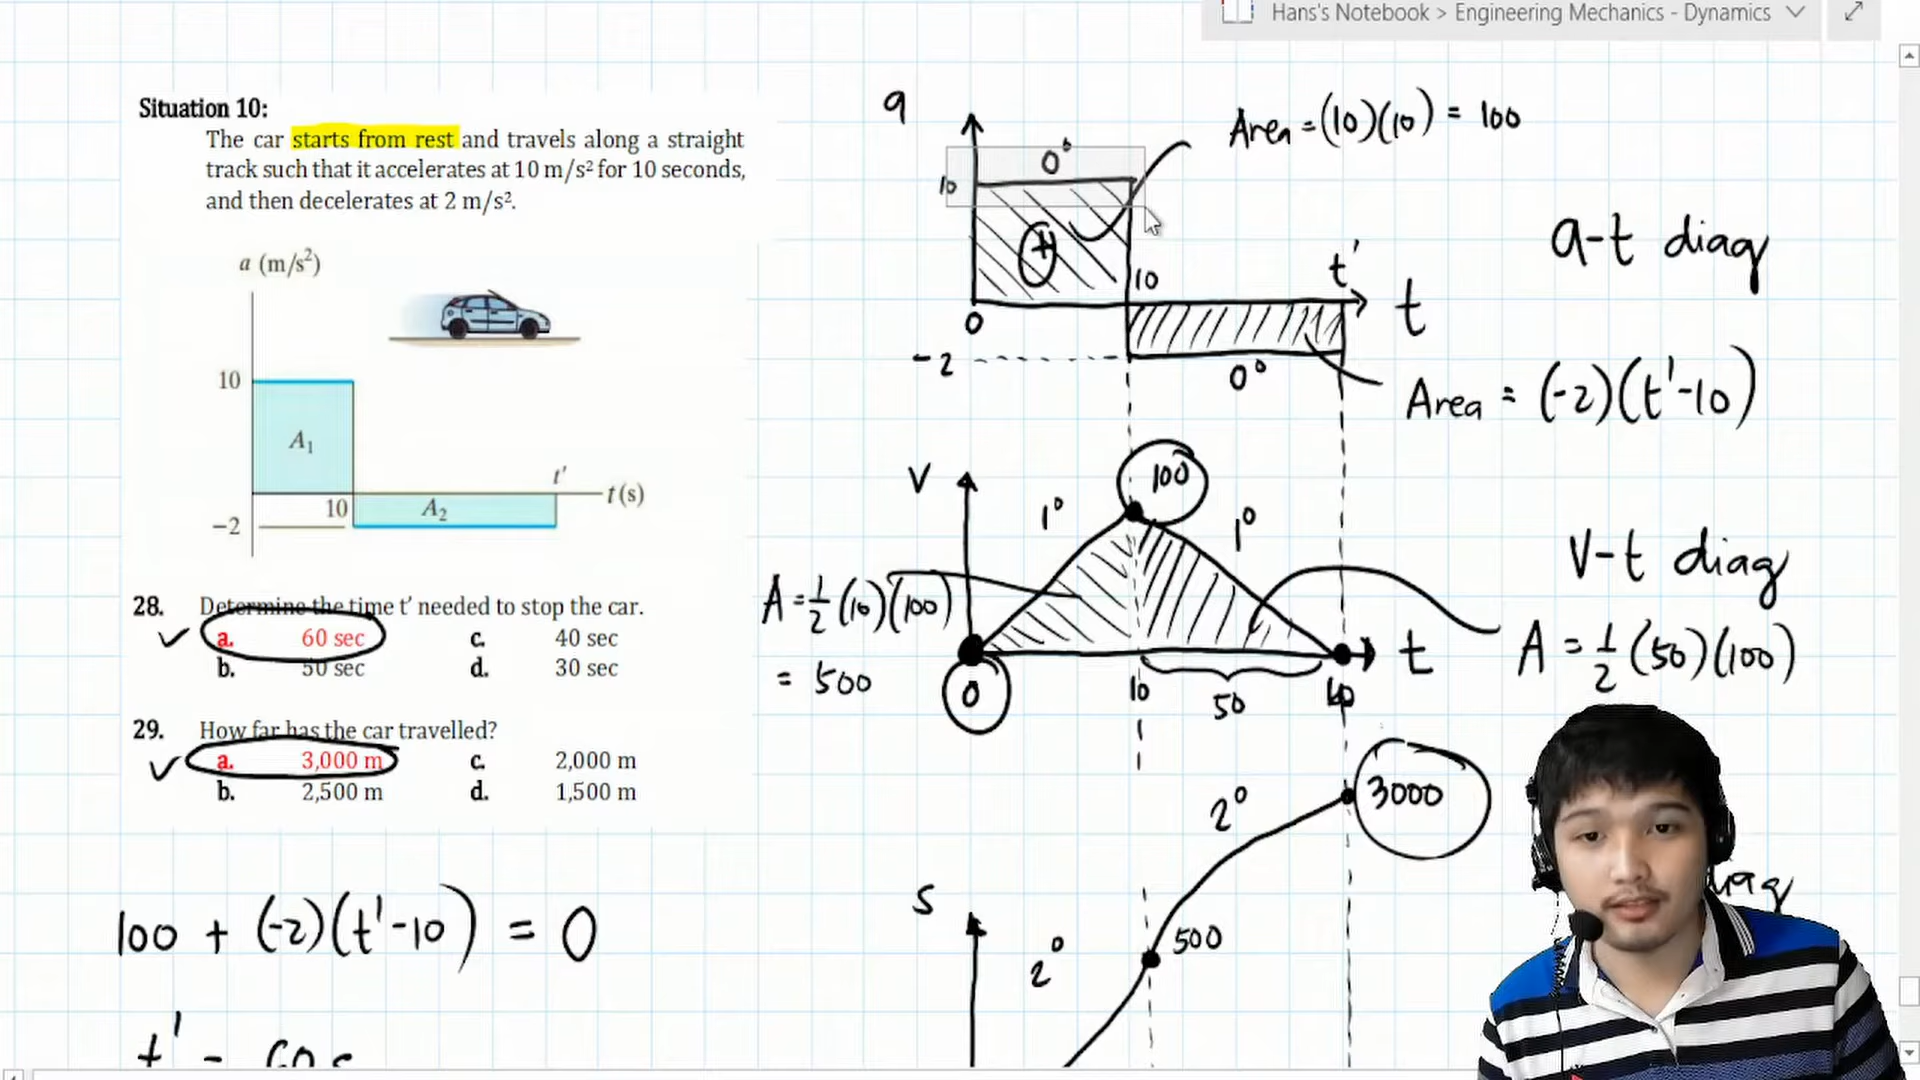 Hans's Notebook > Engineering Mechanics - Dynamics
Situation 10:
The car starts from rest and travels along a straight
track such that it accelerates at 10 m/s² for 10 seconds,
and then decelerates at 2 m/s².
a (m/s²)
10
A₁
t'
t (s)
10
A₂
−2
28. Determine the time t' needed to stop the car.
a. 60 sec c. 40 sec
b. 50 sec d. 30 sec
29. How far has the car travelled?
a. 3,000 m c. 2,000 m
b. 2,500 m d. 1,500 m
100 + (-2)(t'-10) = 0
a
Area = (10)(10) = 100
0°
10
+
a-t diag
t'
10
t
0
-2
0°
Area = (-2)(t'-10)
100
V
1°
1°
V-t diag
A = ½(10)(100)
= 500
t
A = ½(50)(100)
0
10
50
60
3000
2°
S
500
2°